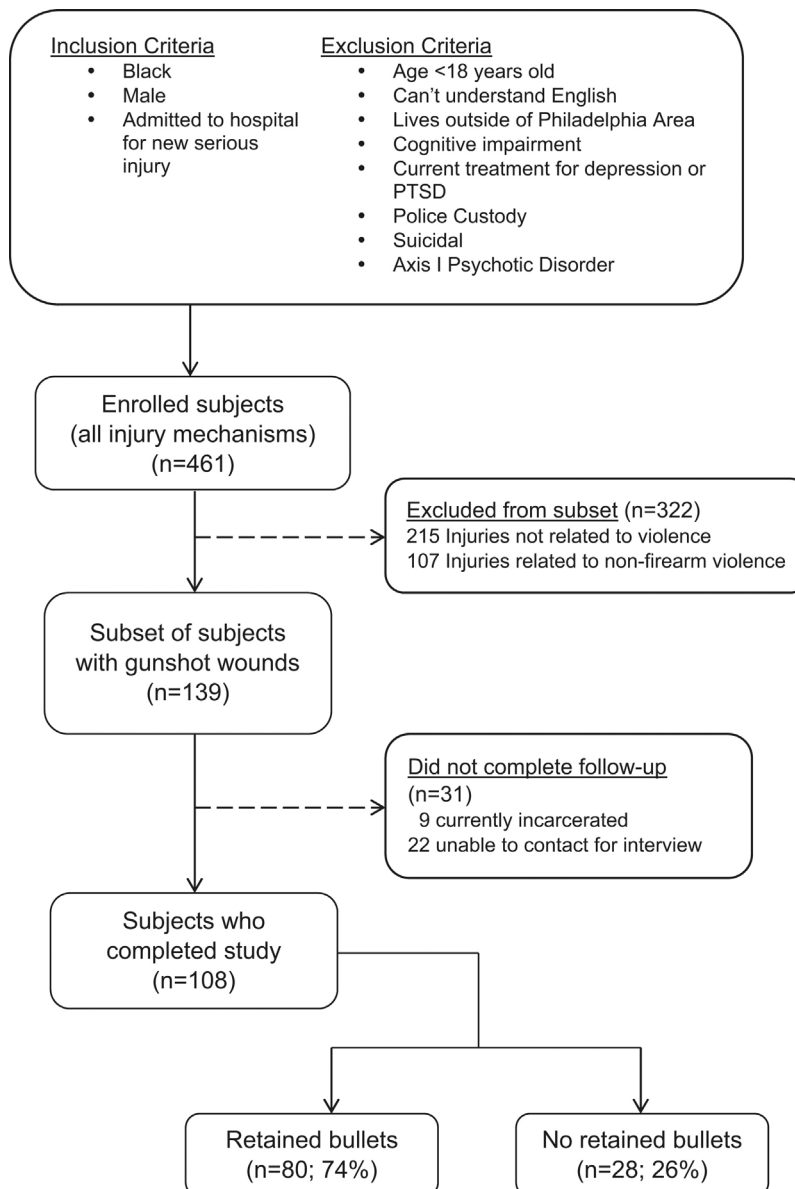 Inclusion Criteria
• Black
• Male
• Admitted to hospital
for new serious
injury
Exclusion Criteria
• Age <18 years old
• Can't understand English
• Lives outside of Philadelphia Area
• Cognitive impairment
• Current treatment for depression or
PTSD
• Police Custody
• Suicidal
• Axis I Psychotic Disorder
Enrolled subjects
(all injury mechanisms)
(n=461)
Excluded from subset (n=322)
215 Injuries not related to violence
107 Injuries related to non-firearm violence
Subset of subjects
with gunshot wounds
(n=139)
Did not complete follow-up
(n=31)
9 currently incarcerated
22 unable to contact for interview
Subjects who
completed study
(n=108)
Retained bullets
(n=80; 74%)
No retained bullets
(n=28; 26%)